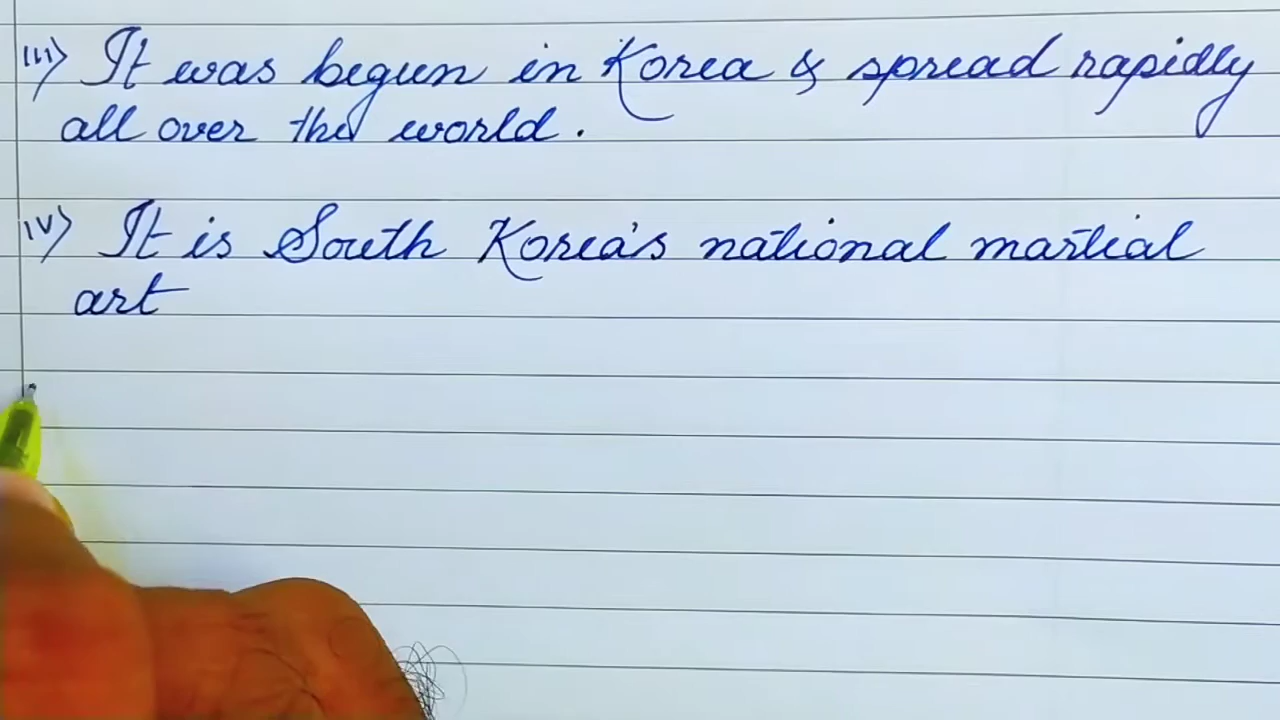 III) It was begun in Korea & spread rapidly
all over the world.
IV) It is South Korea's national martial
art